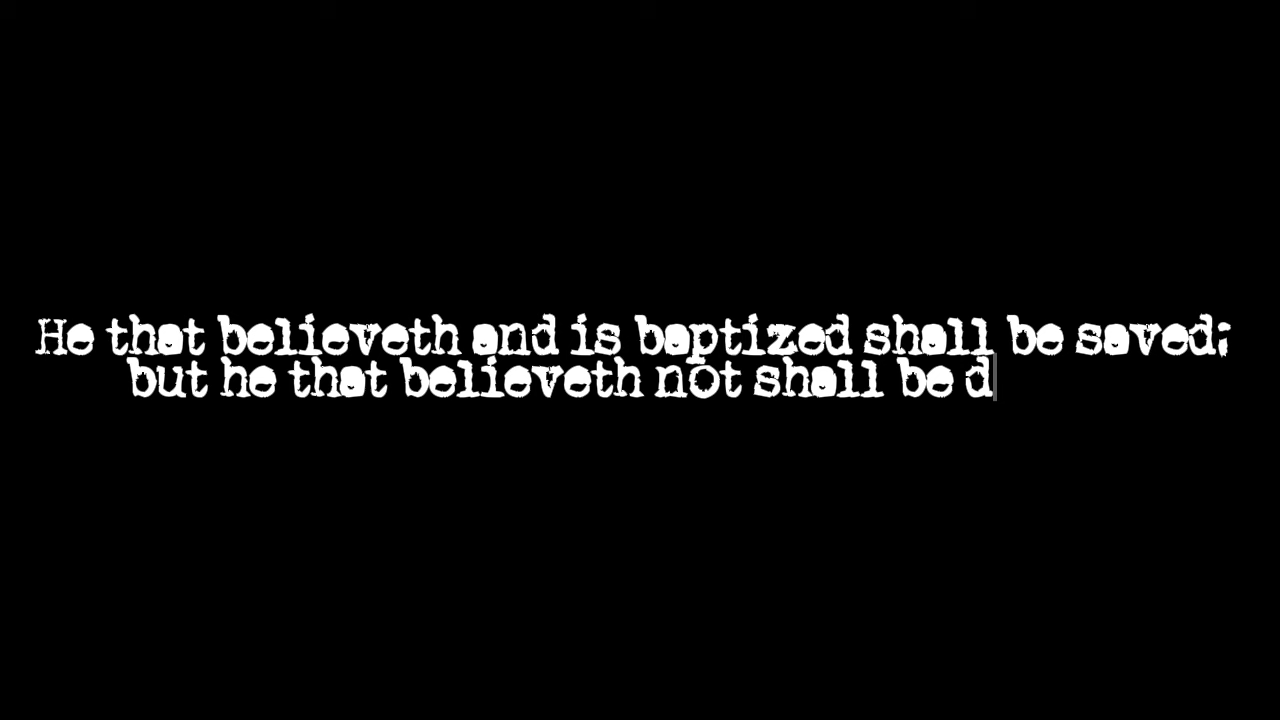 He that believeth and is baptized shall be saved;
but he that believeth not shall be d